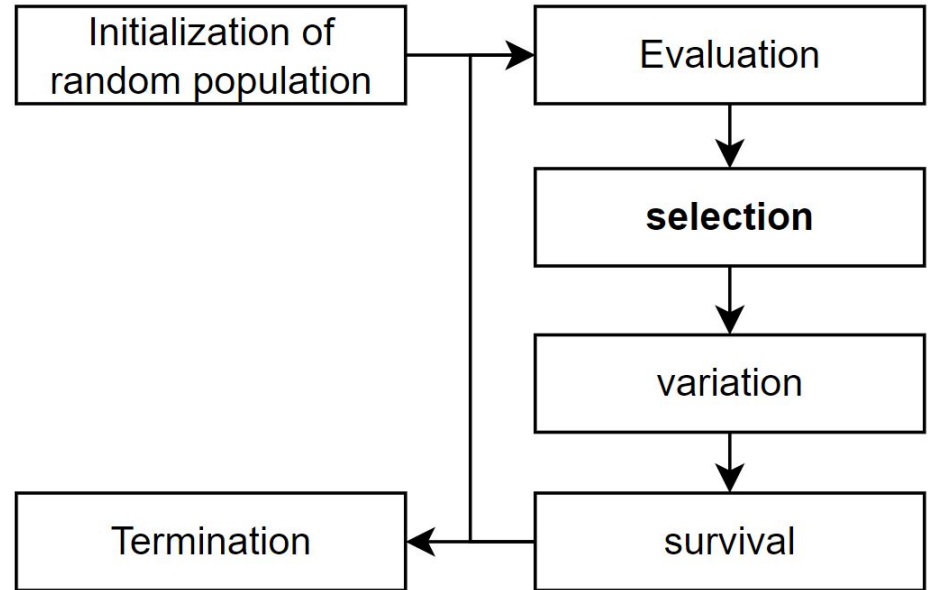 Initialization of
random population
Evaluation
selection
variation
Termination
survival